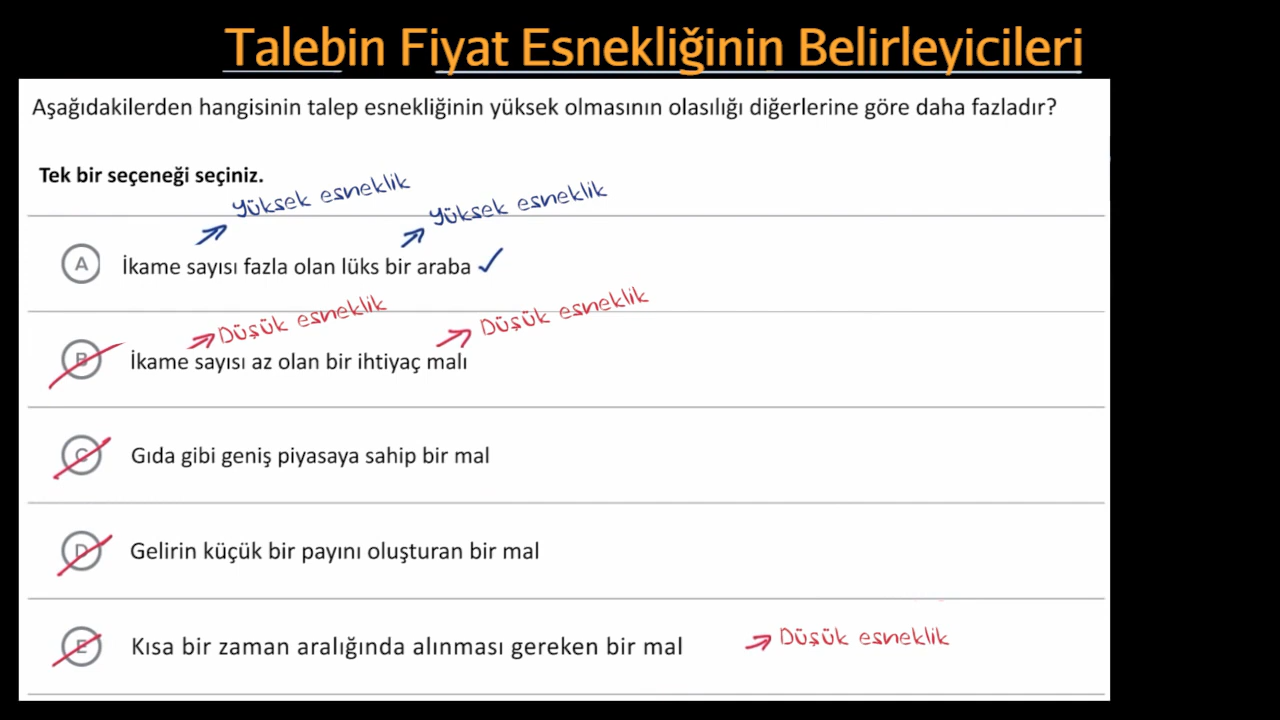 Talebin Fiyat Esnekliğinin Belirleyicileri
Aşağıdakilerden hangisinin talep esnekliğinin yüksek olmasının olasılığı diğerlerine göre daha fazladır?
Tek bir seçeneği seçiniz.
Yüksek esneklik
Yüksek esneklik
A İkame sayısı fazla olan lüks bir araba
Düşük esneklik
Düşük esneklik
B İkame sayısı az olan bir ihtiyaç malı
C Gıda gibi geniş piyasaya sahip bir mal
D Gelirin küçük bir payını oluşturan bir mal
E Kısa bir zaman aralığında alınması gereken bir mal Düşük esneklik